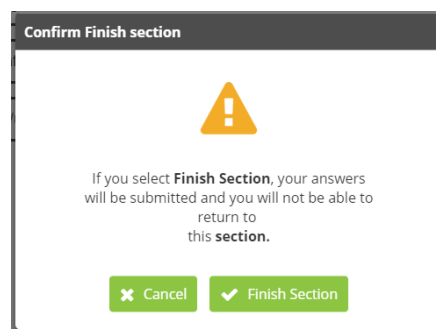 Confirm Finish section
If you select Finish Section, your answers
will be submitted and you will not be able to
return to
this section.
Cancel
Finish Section